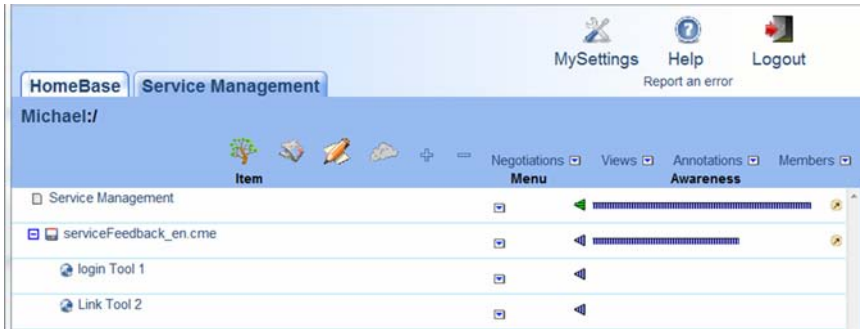 MySettings Help Logout
Report an error
HomeBase Service Management
Michael:/
Negotiations Views Annotations Members
Item Menu Awareness
Service Management
serviceFeedback_en.cme
login Tool 1
Link Tool 2